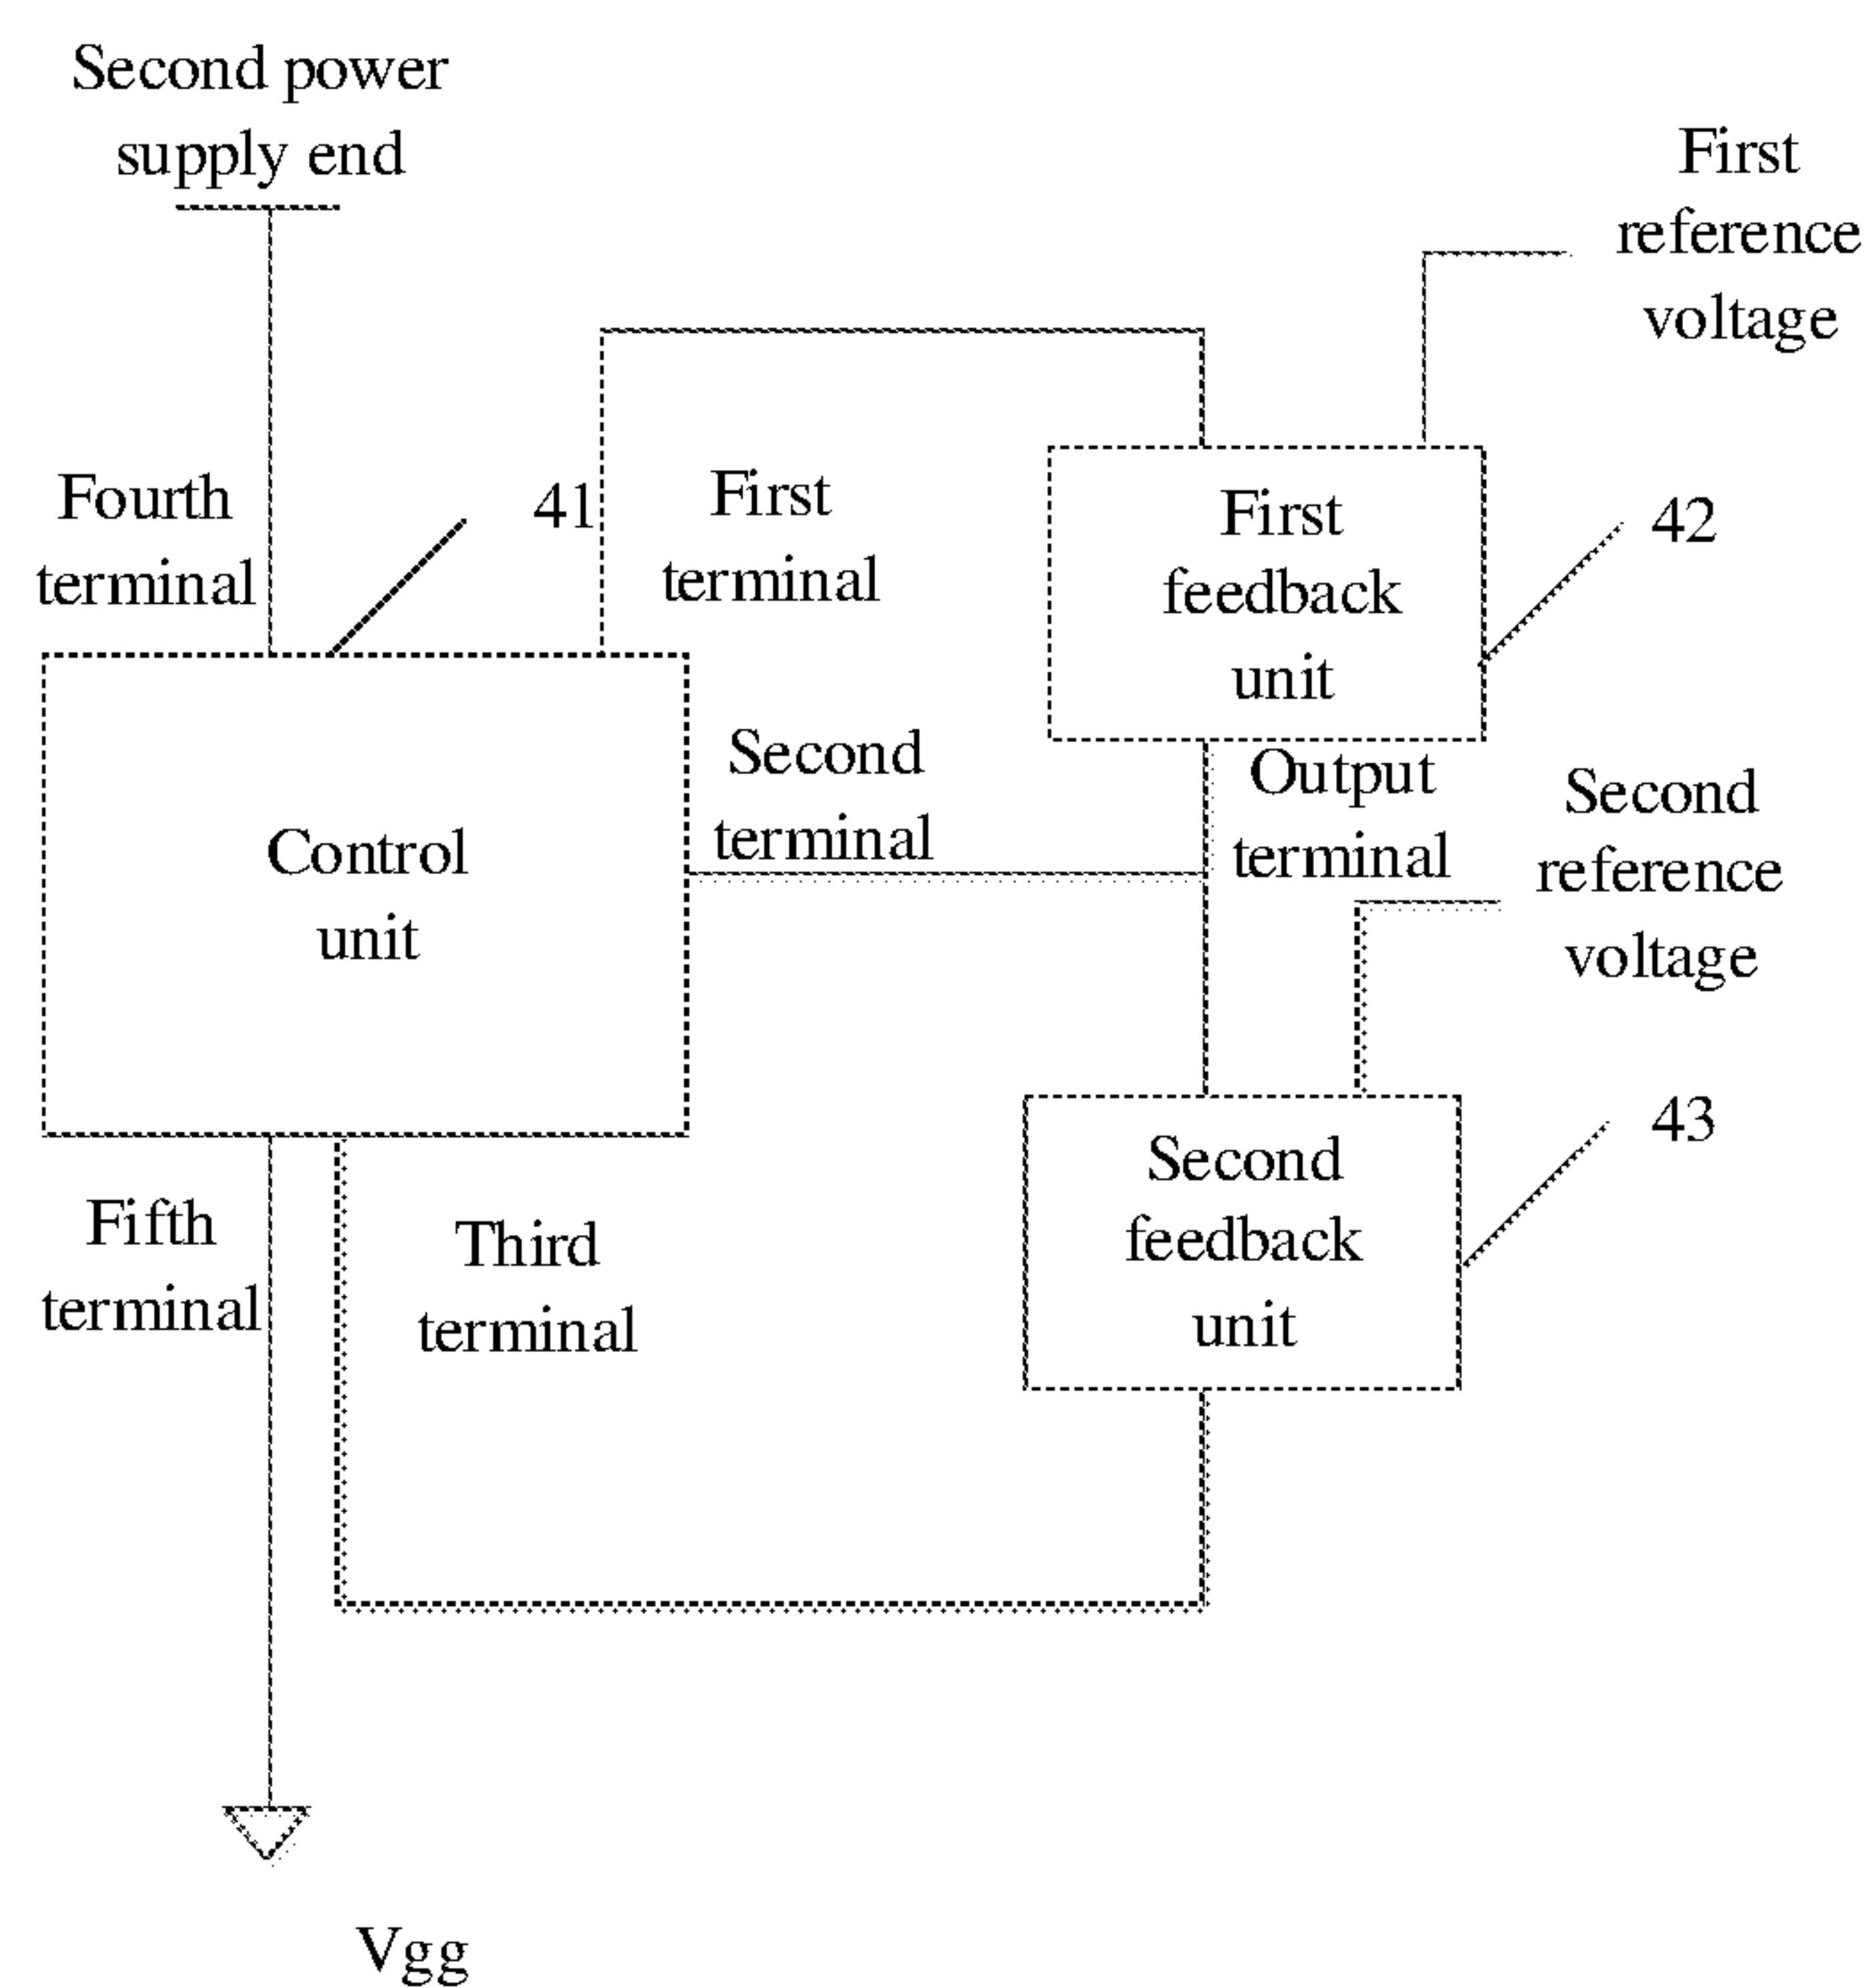 Second power
supply end
First
reference
voltage
Fourth
terminal
41
First
terminal
First
feedback
unit
42
Control
unit
Second
terminal
Output
terminal
Second
reference
voltage
Second
feedback
unit
43
Fifth
terminal
Third
terminal
Vgg